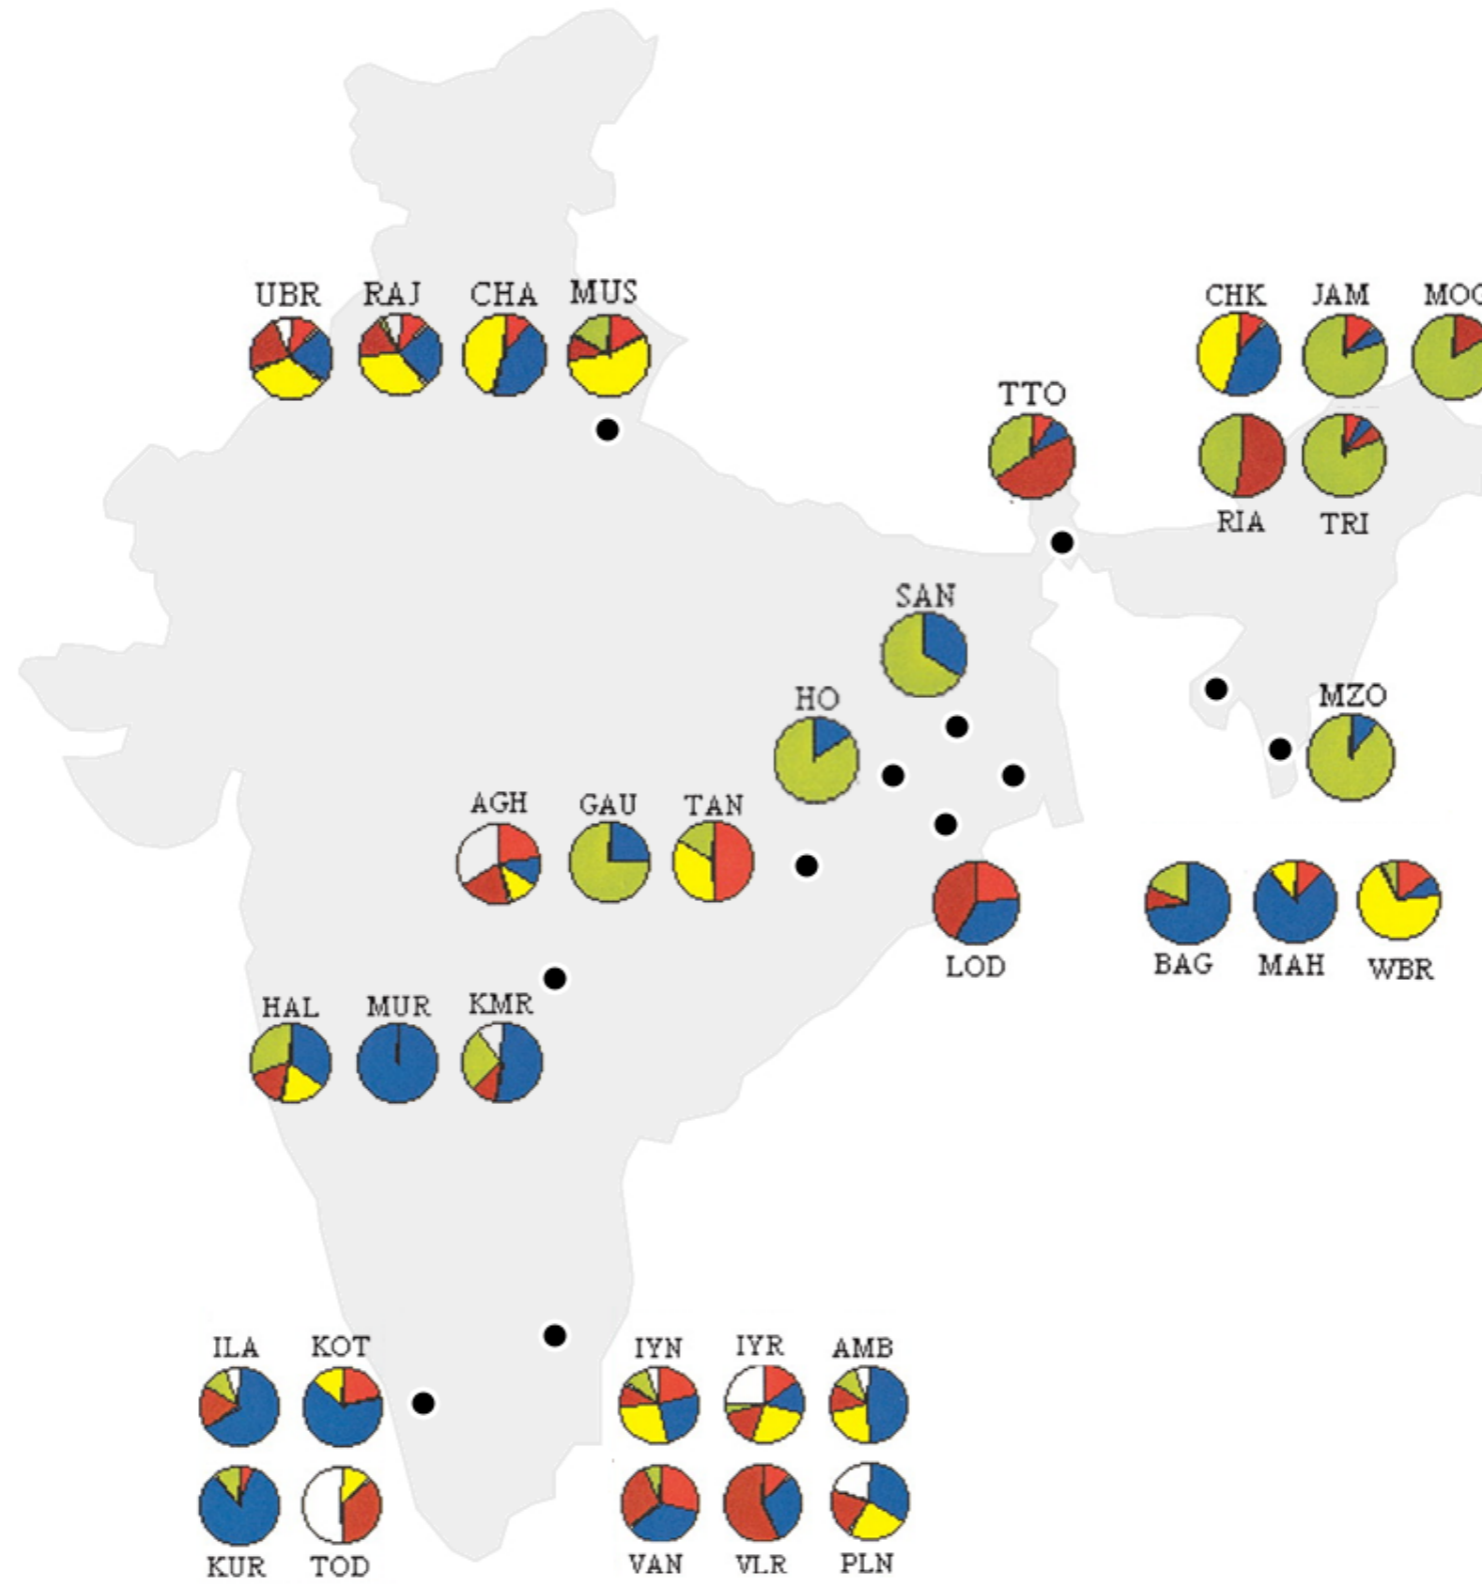 UBR RAJ CHA MUS
CHK JAM MOO
TTO
RIA TRI
SAN
HO
MZO
AGH GAU TAN
LOD
BAG MAH WBR
HAL MUR KMR
ILA KOT
IYN IYR AMB
KUR TOD
VAN VLR PLN